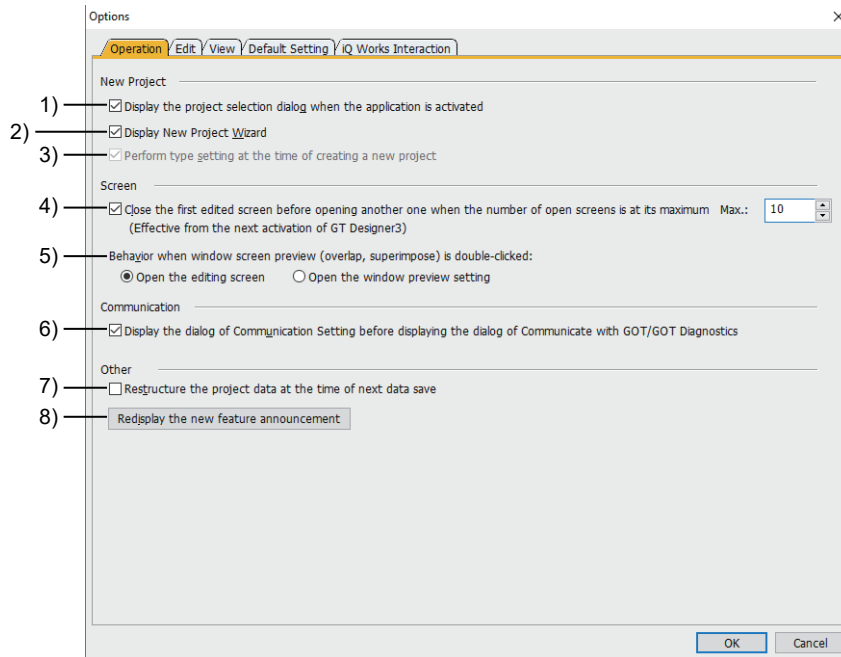 Options
Operation Edit View Default Setting iQ Works Interaction
New Project
1) Display the project selection dialog when the application is activated
2) Display New Project Wizard
3) Perform type setting at the time of creating a new project
Screen
4) Close the first edited screen before opening another one when the number of open screens is at its maximum Max.: 10
(Effective from the next activation of GT Designer3)
5) Behavior when window screen preview (overlap, superimpose) is double-clicked:
Open the editing screen Open the window preview setting
Communication
6) Display the dialog of Communication Setting before displaying the dialog of Communicate with GOT/GOT Diagnostics
Other
7) Restructure the project data at the time of next data save
8) Redisplay the new feature announcement
OK Cancel